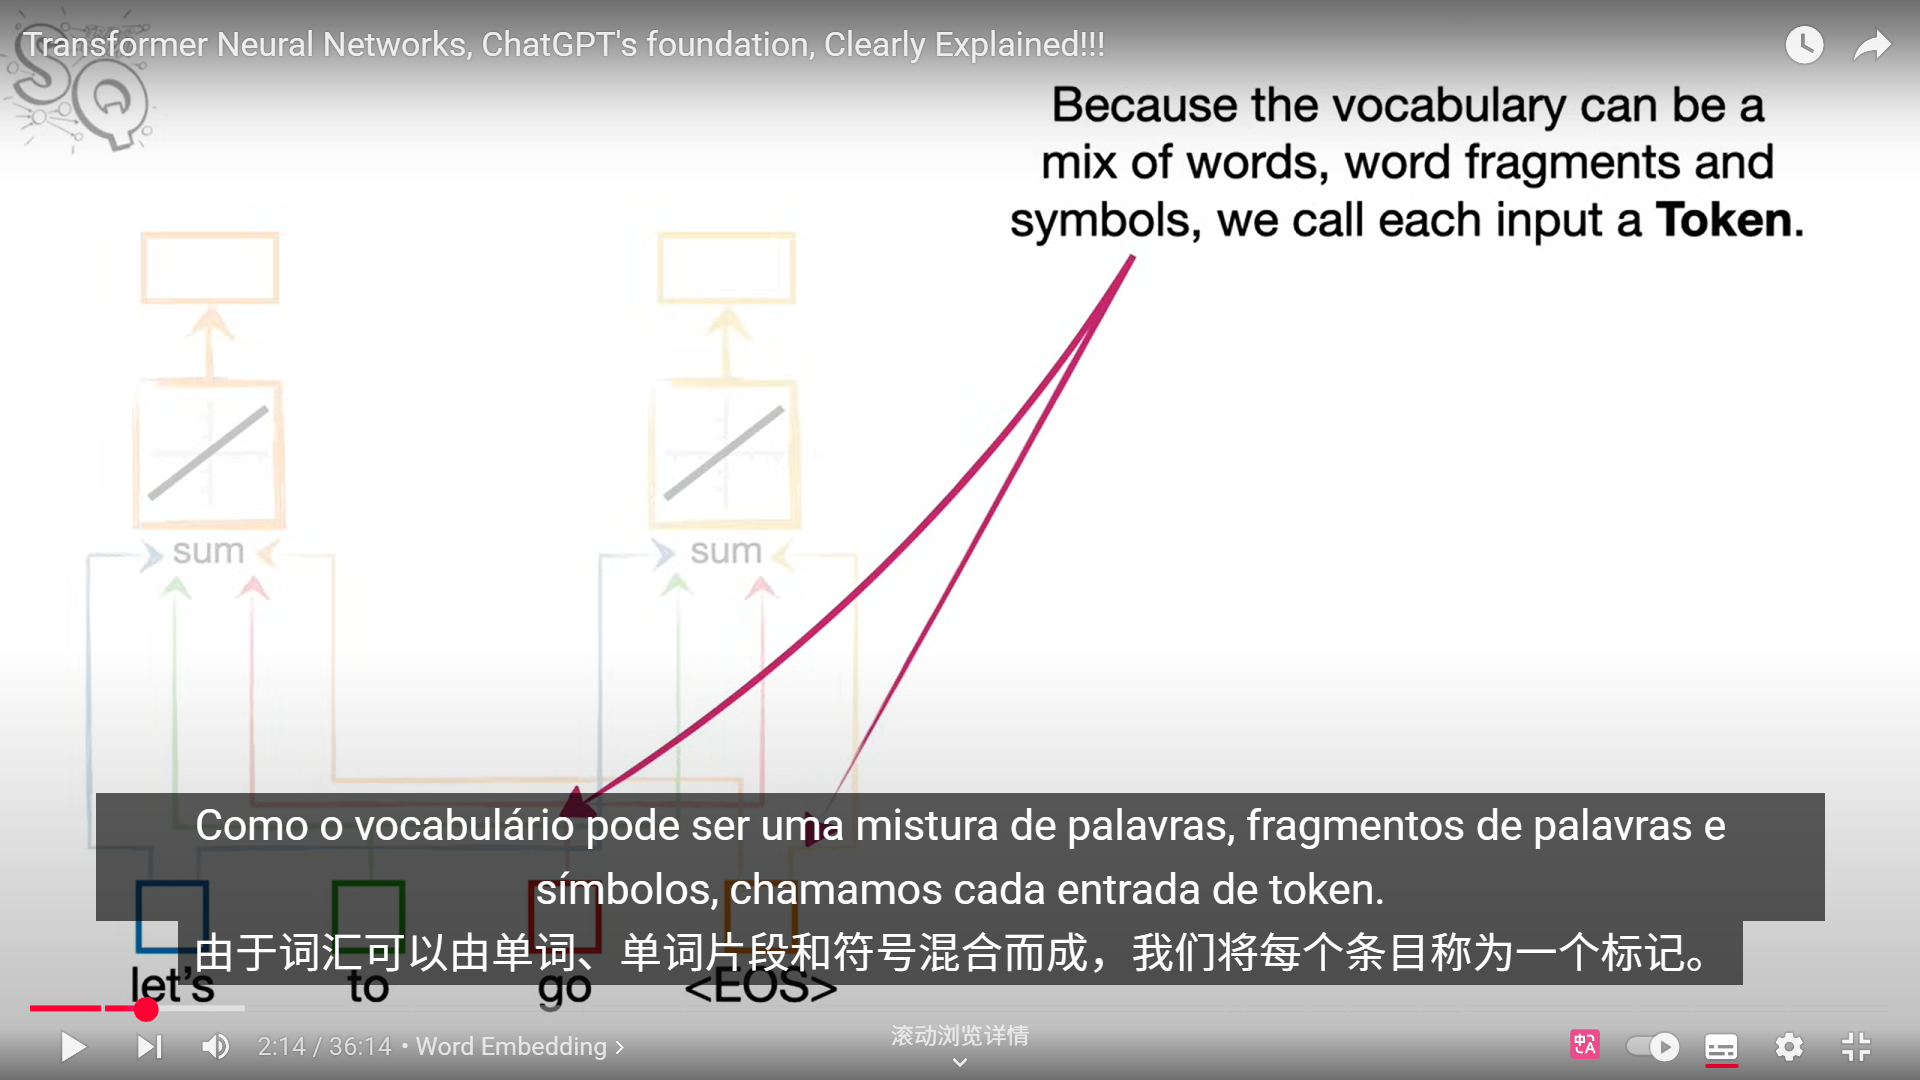 SQ
Transformer Neural Networks, ChatGPT's foundation, Clearly Explained!!!
Because the vocabulary can be a
mix of words, word fragments and
symbols, we call each input a Token.
sum
sum
Como o vocabulário pode ser uma mistura de palavras, fragmentos de palavras e
símbolos, chamamos cada entrada de token.
由于词汇可以由单词、单词片段和符号混合而成，我们将每个条目称为一个标记。
let's
to
go
<EOS>
2:14 / 36:14 • Word Embedding
滚动浏览详情
中 A